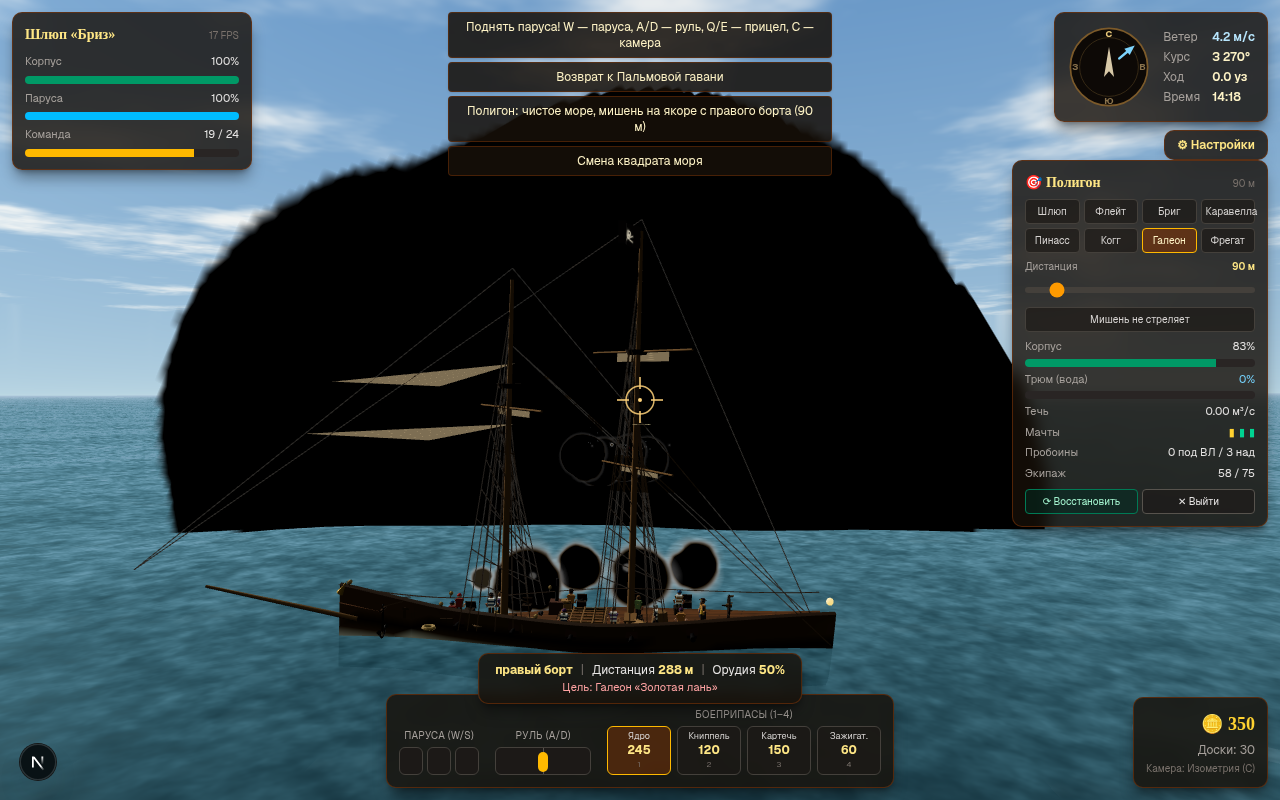 Шлюп «Бриз»
17 FPS
Корпус 100%
Паруса 100%
Команда 19 / 24
Поднять паруса! W — паруса, A/D — руль, Q/E — прицел, C —
камера
Возврат к Пальмовой гавани
Полигон: чистое море, мишень на якоре с правого борта (90
м)
Смена квадрата моря
С
З В
Ю
Ветер 4.2 м/с
Курс З 270°
Ход 0.0 уз
Время 14:18
⚙ Настройки
🎯 Полигон 90 м
Шлюп Флейт Бриг Каравелла
Пинасс Когг Галеон Фрегат
Дистанция 90 м
Мишень не стреляет
Корпус 83%
Трюм (вода) 0%
Течь 0.00 м³/с
Мачты
Пробоины 0 под ВЛ / 3 над
Экипаж 58 / 75
⟳ Восстановить ✕ Выйти
правый борт | Дистанция 288 м | Орудия 50%
Цель: Галеон «Золотая лань»
БОЕПРИПАСЫ (1–4)
ПАРУСА (W/S) РУЛЬ (A/D)
Ядро Книппель Картечь Зажигат.
245 120 150 60
1 2 3 4
N
🪙 350
Доски: 30
Камера: Изометрия (C)